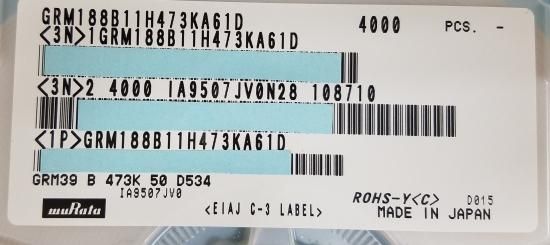 GRM188B11H473KA61D 4000 PCS. -
<3N>1GRM188B11H473KA61D
<3N>2 4000 IA9507JV0N28 108710
<1P>GRM188B11H473KA61D
GRM39 B 473K 50 D534
IA9507JV0
ROHS-Y<C> D015
muRata <EIAJ C-3 LABEL> MADE IN JAPAN